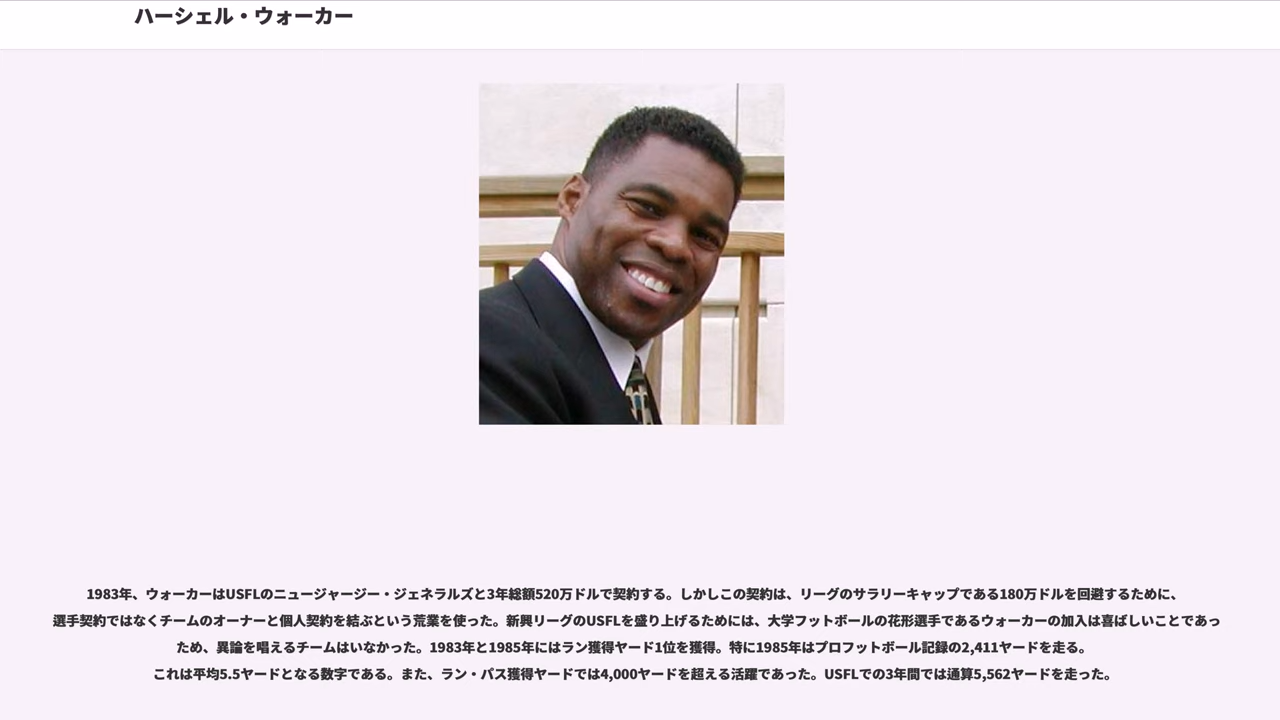 ハーシェル・ウォーカー
1983年、ウォーカーはUSFLのニュージャージー・ジェネラルズと3年総額520万ドルで契約する。しかしこの契約は、リーグのサラリーキャップである180万ドルを回避するために、
選手契約ではなくチームのオーナーと個人契約を結ぶという荒業を使った。新興リーグのUSFLを盛り上げるためには、大学フットボールの花形選手であるウォーカーの加入は喜ばしいことであっ
ため、異論を唱えるチームはいなかった。1983年と1985年にはラン獲得ヤード1位を獲得。特に1985年はプロフットボール記録の2,411ヤードを走る。
これは平均5.5ヤードとなる数字である。また、ラン・パス獲得ヤードでは4,000ヤードを超える活躍であった。USFLでの3年間では通算5,562ヤードを走った。